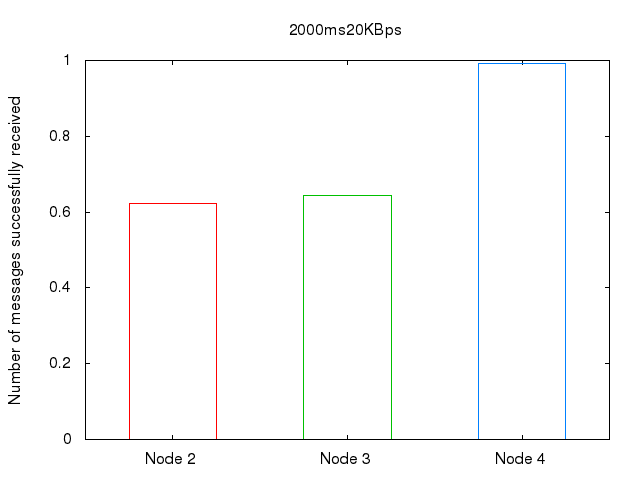 2000ms20KBps
Number of messages successfully received
1
0.8
0.6
0.4
0.2
0
Node 2
Node 3
Node 4